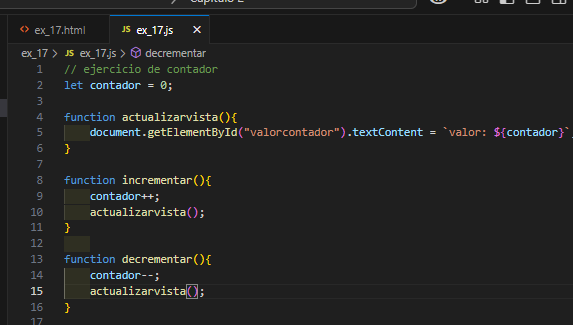 ex_17.html
JS ex_17.js
ex_17 > JS ex_17.js > decrementar
1 // ejercicio de contador
2 let contador = 0;
3
4 function actualizarvista(){
5 document.getElementById("valorcontador").textContent = `valor: ${contador}`
6 }
7
8 function incrementar(){
9 contador++;
10 actualizarvista();
11 }
12
13 function decrementar(){
14 contador--;
15 actualizarvista();
16 }
17